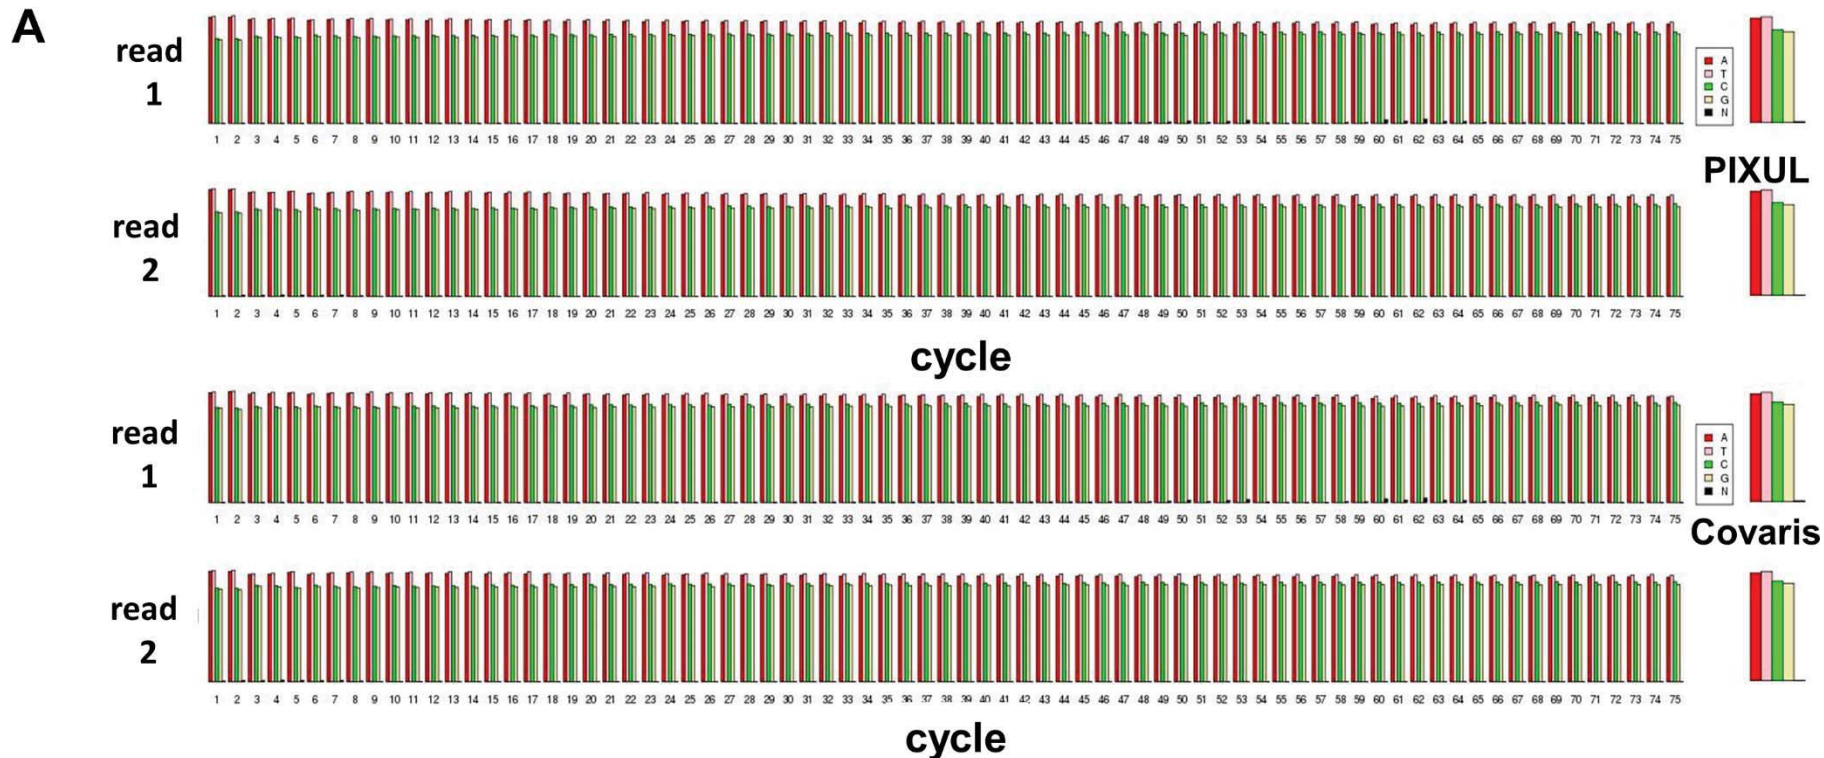 A
read
1
1 2 3 4 5 6 7 8 9 10 11 12 13 14 15 16 17 18 19 20 21 22 23 24 25 26 27 28 29 30 31 32 33 34 35 36 37 38 39 40 41 42 43 44 45 46 47 48 49 50 51 52 53 54 55 56 57 58 59 60 61 62 63 64 65 66 67 68 69 70 71 72 73 74 75
A
T
C
G
N
PIXUL
read
2
1 2 3 4 5 6 7 8 9 10 11 12 13 14 15 16 17 18 19 20 21 22 23 24 25 26 27 28 29 30 31 32 33 34 35 36 37 38 39 40 41 42 43 44 45 46 47 48 49 50 51 52 53 54 55 56 57 58 59 60 61 62 63 64 65 66 67 68 69 70 71 72 73 74 75
cycle
read
1
1 2 3 4 5 6 7 8 9 10 11 12 13 14 15 16 17 18 19 20 21 22 23 24 25 26 27 28 29 30 31 32 33 34 35 36 37 38 39 40 41 42 43 44 45 46 47 48 49 50 51 52 53 54 55 56 57 58 59 60 61 62 63 64 65 66 67 68 69 70 71 72 73 74 75
A
T
C
G
N
Covaris
read
2
1 2 3 4 5 6 7 8 9 10 11 12 13 14 15 16 17 18 19 20 21 22 23 24 25 26 27 28 29 30 31 32 33 34 35 36 37 38 39 40 41 42 43 44 45 46 47 48 49 50 51 52 53 54 55 56 57 58 59 60 61 62 63 64 65 66 67 68 69 70 71 72 73 74 75
cycle